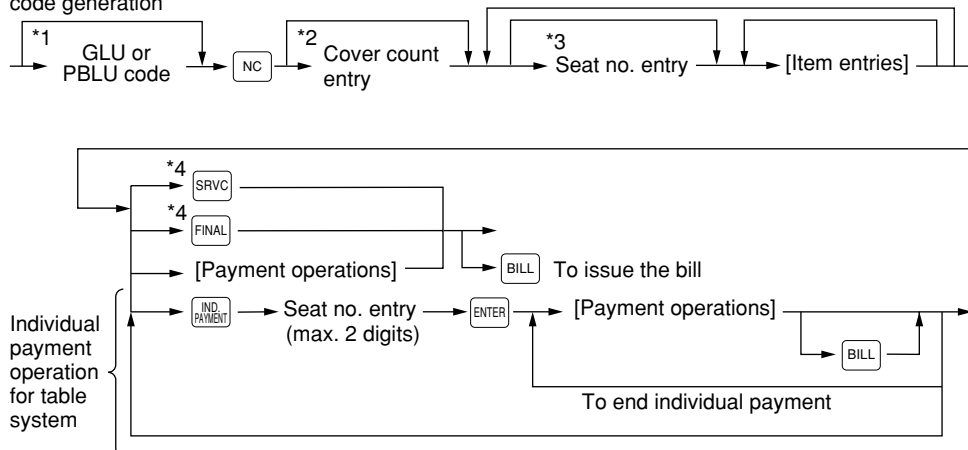 code generation
*1
GLU or
PBLU code
NC
*2
Cover count
entry
*3
Seat no. entry
[Item entries]
*4
SRVC
*4
FINAL
[Payment operations]
BILL To issue the bill
IND.
PAYMENT
Seat no. entry
(max. 2 digits)
ENTER
[Payment operations]
BILL
To end individual payment
Individual
payment
operation
for table
system